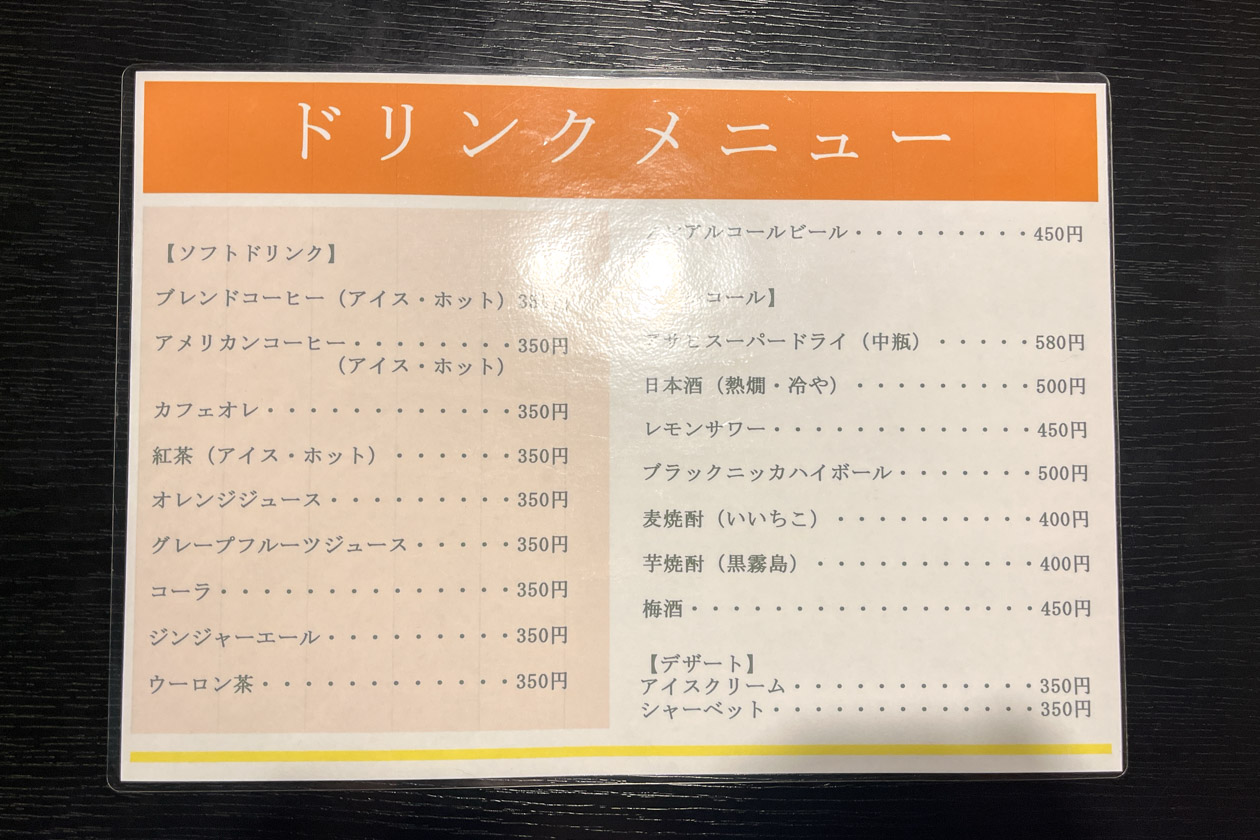 ドリンクメニュー
【ソフトドリンク】
ブレンドコーヒー（アイス・ホット）
アメリカンコーヒー・・・・・・・・350円
（アイス・ホット）
カフェオレ・・・・・・・・・・・・350円
紅茶（アイス・ホット）・・・・・・350円
オレンジジュース・・・・・・・・・350円
グレープフルーツジュース・・・・・350円
コーラ・・・・・・・・・・・・・・350円
ジンジャーエール・・・・・・・・・350円
ウーロン茶・・・・・・・・・・・・350円
ノンアルコールビール・・・・・・・・・450円
コール】
アサヒスーパードライ（中瓶）・・・・・580円
日本酒（熱燗・冷や）・・・・・・・・・500円
レモンサワー・・・・・・・・・・・・・450円
ブラックニッカハイボール・・・・・・・500円
麦焼酎（いいちこ）・・・・・・・・・・400円
芋焼酎（黒霧島）・・・・・・・・・・・400円
梅酒・・・・・・・・・・・・・・・・・450円
【デザート】
アイスクリーム・・・・・・・・・・・・350円
シャーベット・・・・・・・・・・・・・350円